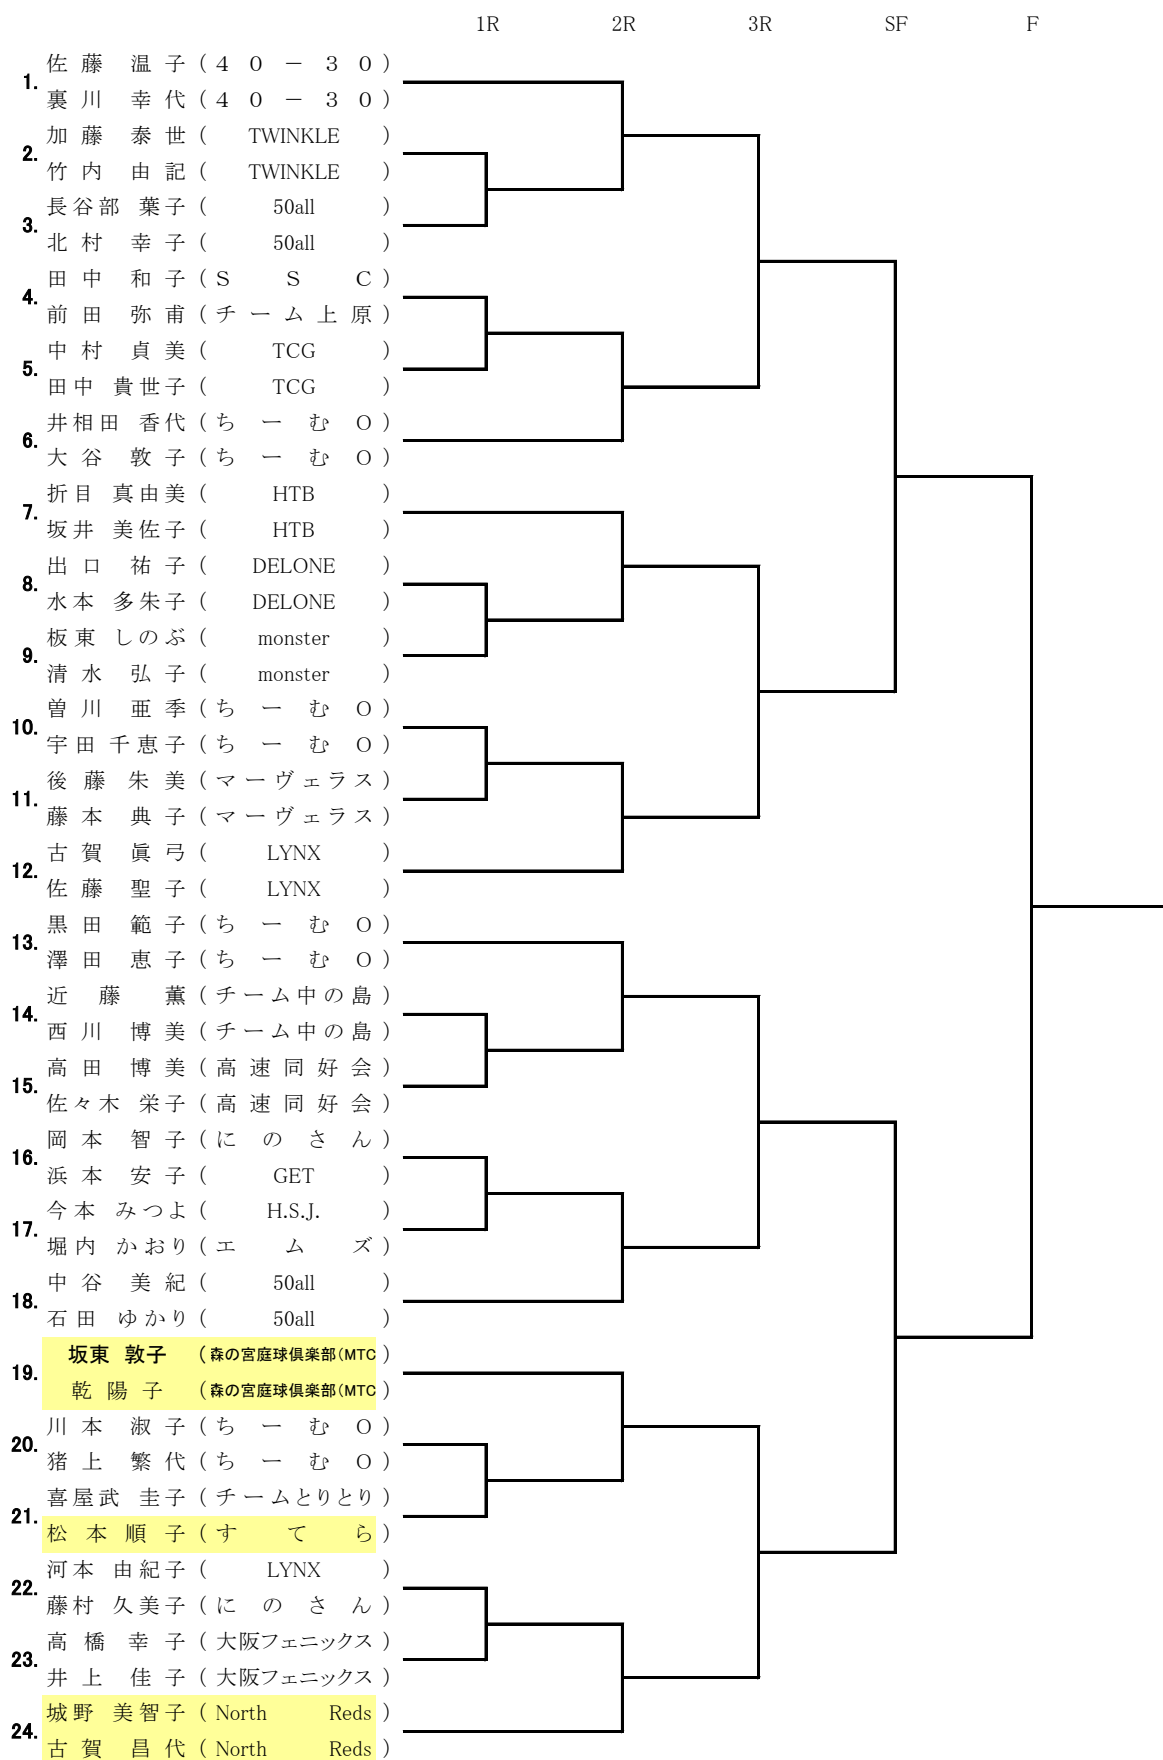 1R 2R 3R SF F
佐藤 温子（４０－３０）
1.
裏川 幸代（４０－３０）
加藤 泰世（ TWINKLE ）
2.
竹内 由記（ TWINKLE ）
長谷部 葉子（ 50all ）
3.
北村 幸子（ 50all ）
田中 和子（Ｓ Ｓ Ｃ）
4.
前田 弥甫（チーム上原）
中村 貞美（ TCG ）
5.
田中 貴世子（ TCG ）
井相田 香代（ちーむＯ）
6.
大谷 敦子（ちーむＯ）
折目 真由美（ HTB ）
7.
坂井 美佐子（ HTB ）
出口 祐子（ DELONE ）
8.
水本 多朱子（ DELONE ）
板東 しのぶ（ monster ）
9.
清水 弘子（ monster ）
曽川 亜季（ちーむＯ）
10.
宇田 千恵子（ちーむＯ）
後藤 朱美（マーヴェラス）
11.
藤本 典子（マーヴェラス）
古賀 眞弓（ LYNX ）
12.
佐藤 聖子（ LYNX ）
黒田 範子（ちーむＯ）
13.
澤田 恵子（ちーむＯ）
近藤 薫（チーム中の島）
14.
西川 博美（チーム中の島）
高田 博美（高速同好会）
15.
佐々木 栄子（高速同好会）
岡本 智子（にのさん）
16.
浜本 安子（ GET ）
今本 みつよ（ H.S.J. ）
17.
堀内 かおり（エムズ）
中谷 美紀（ 50all ）
18.
石田 ゆかり（ 50all ）
坂東 敦子 （森の宮庭球倶楽部(MTC）
19.
乾 陽子 （森の宮庭球倶楽部(MTC）
川本 淑子（ちーむＯ）
20.
猪上 繁代（ちーむＯ）
喜屋武 圭子（チームとりとり）
21.
松本 順子（すてら）
河本 由紀子（ LYNX ）
22.
藤村 久美子（にのさん）
高橋 幸子（大阪フェニックス）
23.
井上 佳子（大阪フェニックス）
城野 美智子（North Reds）
24.
古賀 昌代（North Reds）